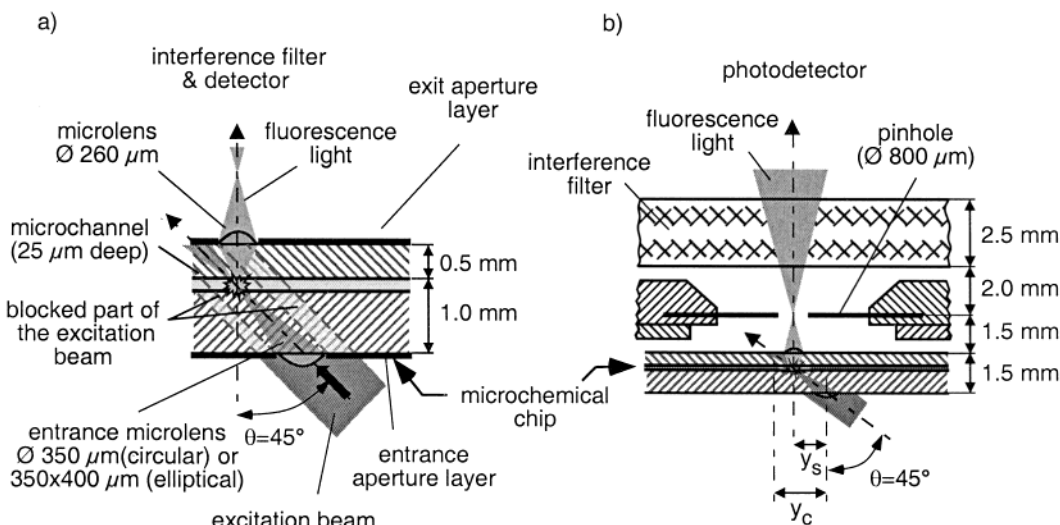 a)
interference filter
& detector
exit aperture
layer
microlens
Ø 260 µm
fluorescence
light
microchannel
(25 µm deep)
0.5 mm
1.0 mm
blocked part of
the excitation
beam
microchemical
chip
θ=45°
entrance microlens
Ø 350 µm(circular) or
350x400 µm (elliptical)
entrance
aperture layer
excitation beam
b)
photodetector
fluorescence
light
pinhole
(Ø 800 µm)
interference
filter
2.5 mm
2.0 mm
1.5 mm
1.5 mm
ys
θ=45°
yc